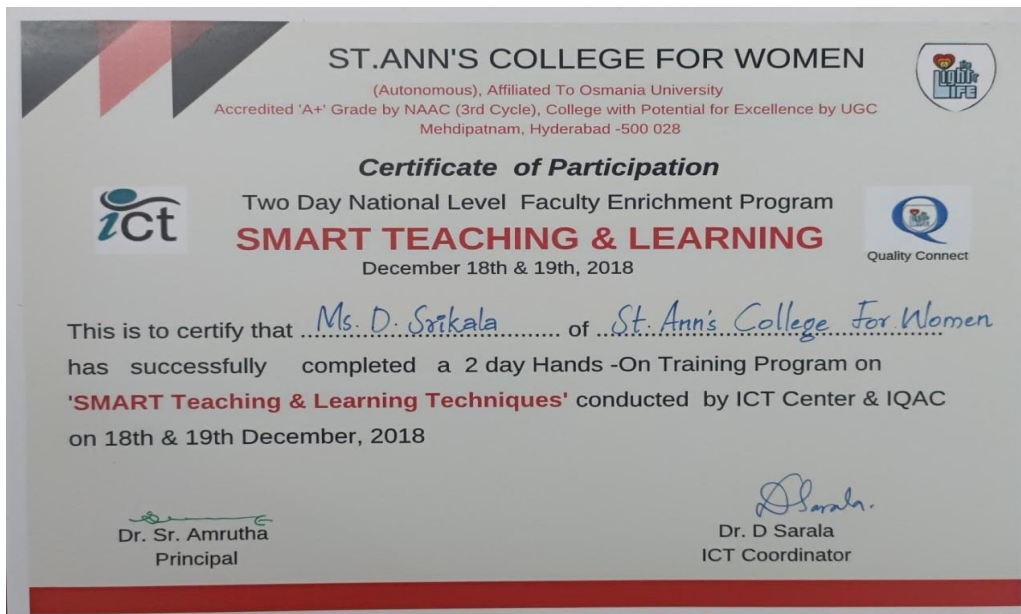 ST.ANN'S COLLEGE FOR WOMEN
(Autonomous), Affiliated To Osmania University
Accredited 'A+' Grade by NAAC (3rd Cycle), College with Potential for Excellence by UGC
Mehdipatnam, Hyderabad -500 028
Light
LIFE
Certificate of Participation
ict
Two Day National Level Faculty Enrichment Program
SMART TEACHING & LEARNING
December 18th & 19th, 2018
Quality Connect
This is to certify that ...Ms. D. Srikala.......... of ...St. Ann's College For Women
has successfully completed a 2 day Hands -On Training Program on
'SMART Teaching & Learning Techniques' conducted by ICT Center & IQAC
on 18th & 19th December, 2018
DSarala.
Dr. Sr. Amrutha
Principal
Dr. D Sarala
ICT Coordinator